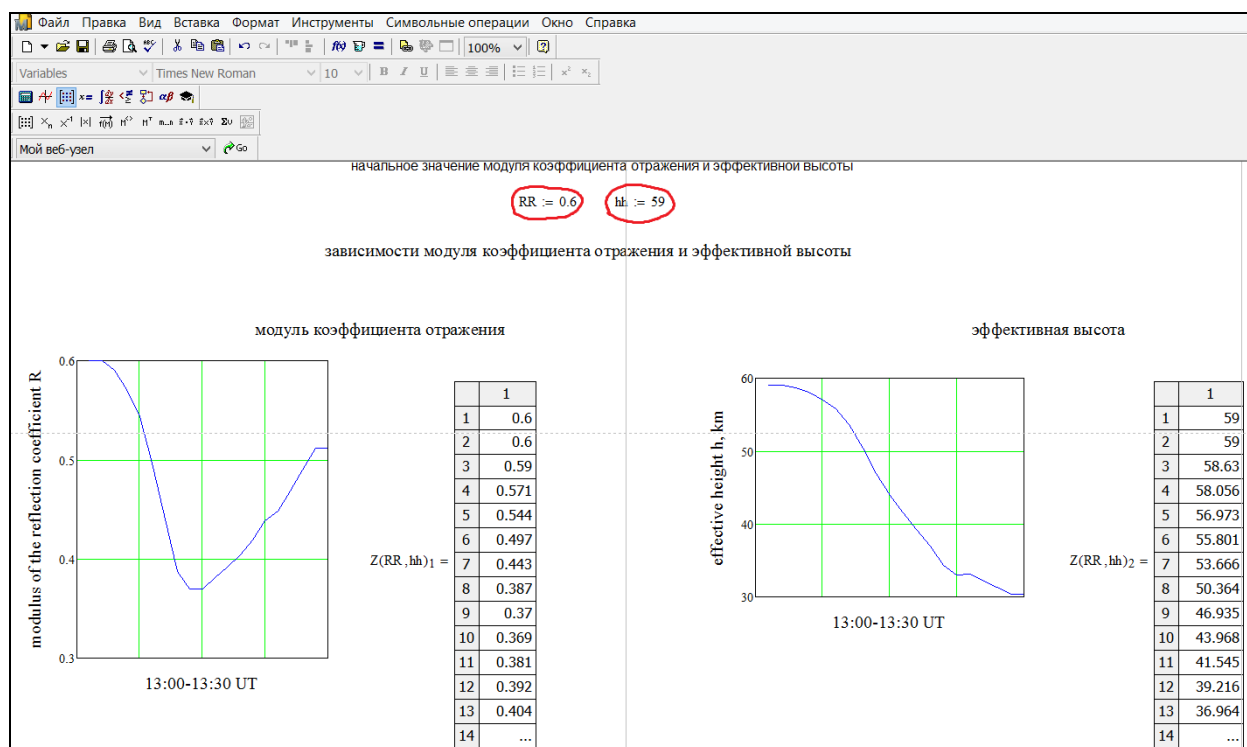 Файл Правка Вид Вставка Формат Инструменты Символьные операции Окно Справка
100%
Variables Times New Roman 10 B I U
Мой веб-узел Go
начальное значение модуля коэффициента отражения и эффективной высоты
RR := 0.6 hh := 59
зависимости модуля коэффициента отражения и эффективной высоты
модуль коэффициента отражения
modulus of the reflection coefficient R
0.6
0.5
0.4
0.3
13:00-13:30 UT
Z(RR,hh)1 =
1
1 0.6
2 0.6
3 0.59
4 0.571
5 0.544
6 0.497
7 0.443
8 0.387
9 0.37
10 0.369
11 0.381
12 0.392
13 0.404
14 ...
эффективная высота
effective height h, km
60
50
40
30
13:00-13:30 UT
Z(RR,hh)2 =
1
1 59
2 59
3 58.63
4 58.056
5 56.973
6 55.801
7 53.666
8 50.364
9 46.935
10 43.968
11 41.545
12 39.216
13 36.964
14 ...